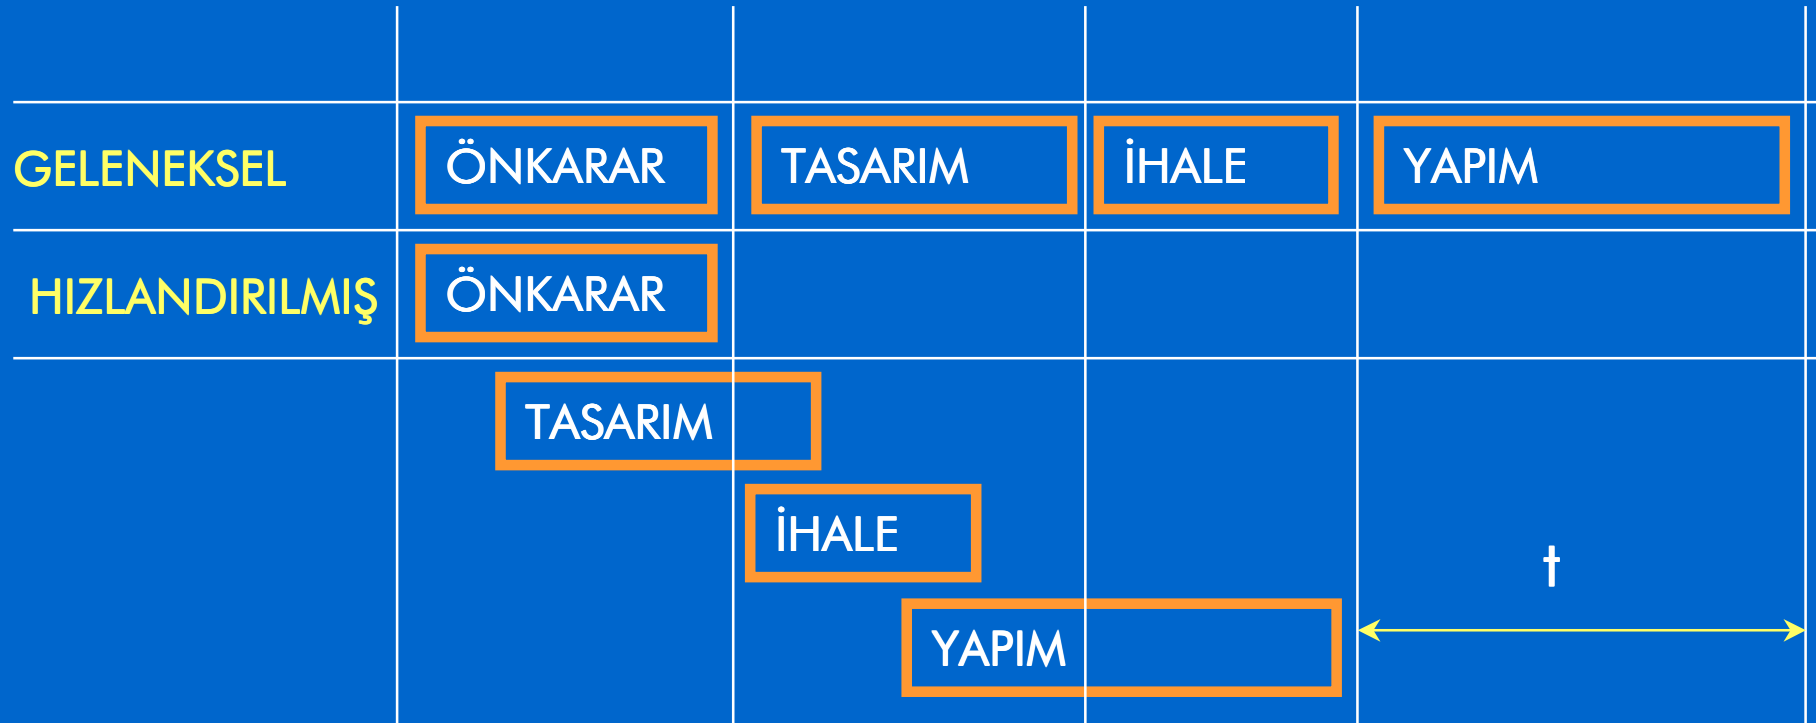 GELENEKSEL
ÖNKARAR
TASARIM
İHALE
YAPIM
HIZLANDIRILMIŞ
ÖNKARAR
TASARIM
İHALE
YAPIM
t